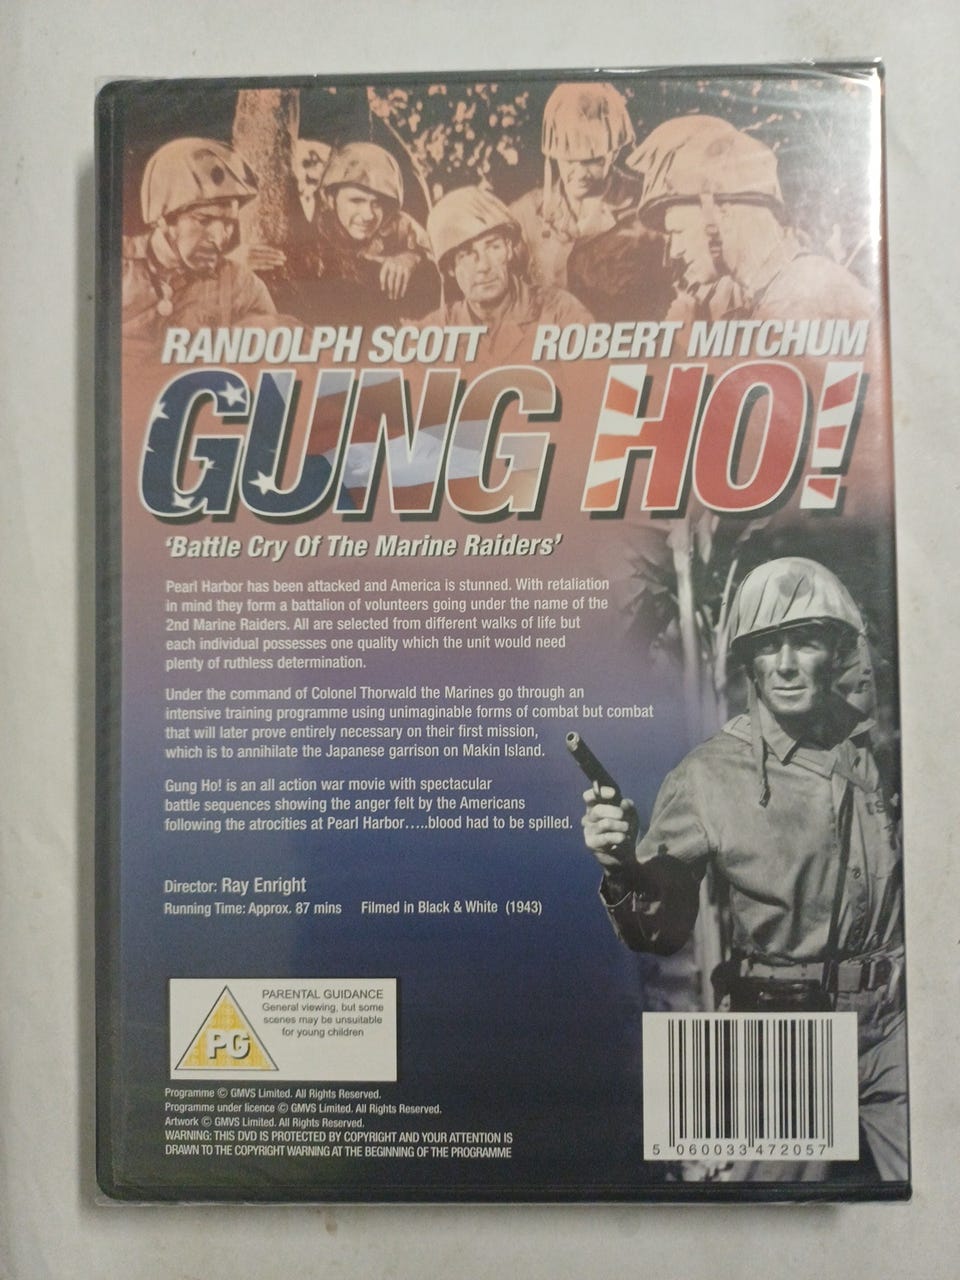 RANDOLPH SCOTT ROBERT MITCHUM
GUNG HO!
‘Battle Cry Of The Marine Raiders’
Pearl Harbor has been attacked and America is stunned. With retaliation
in mind they form a battalion of volunteers going under the name of the
2nd Marine Raiders. All are selected from different walks of life but
each individual possesses one quality which the unit would need
plenty of ruthless determination.
Under the command of Colonel Thorwald the Marines go through an
intensive training programme using unimaginable forms of combat but combat
that will later prove entirely necessary on their first mission,
which is to annihilate the Japanese garrison on Makin Island.
Gung Ho! is an all action war movie with spectacular
battle sequences showing the anger felt by the Americans
following the atrocities at Pearl Harbor.....blood had to be spilled.
Director: Ray Enright
Running Time: Approx. 87 mins Filmed in Black & White (1943)
PG
PARENTAL GUIDANCE
General viewing, but some
scenes may be unsuitable
for young children
Programme © GMVS Limited. All Rights Reserved.
Programme under licence © GMVS Limited. All Rights Reserved.
Artwork © GMVS Limited. All Rights Reserved.
WARNING: THIS DVD IS PROTECTED BY COPYRIGHT AND YOUR ATTENTION IS
DRAWN TO THE COPYRIGHT WARNING AT THE BEGINNING OF THE PROGRAMME
5 060033 472057